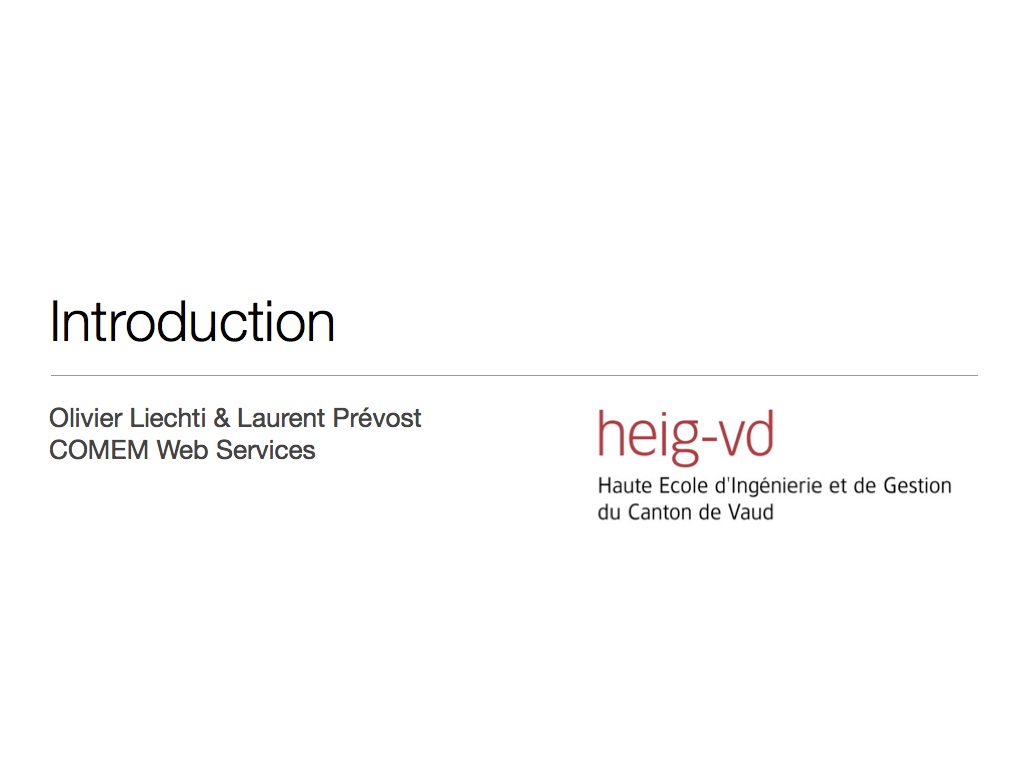 Introduction
Olivier Liechti & Laurent Prévost
COMEM Web Services
heig-vd
Haute Ecole d'Ingénierie et de Gestion
du Canton de Vaud